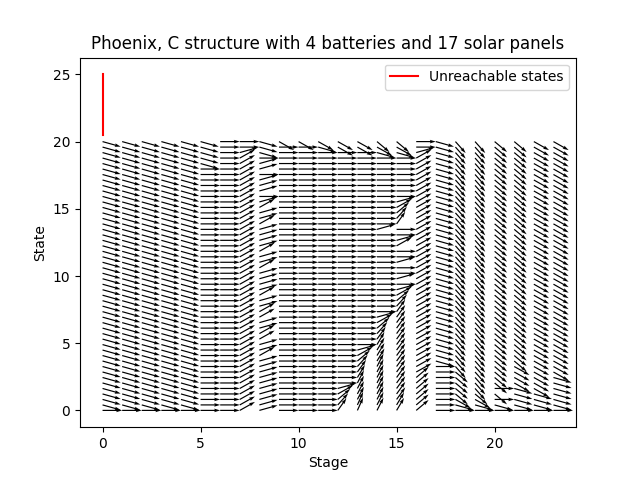 Phoenix, C structure with 4 batteries and 17 solar panels
Unreachable states
25
20
15
10
5
0
State
0 5 10 15 20
Stage